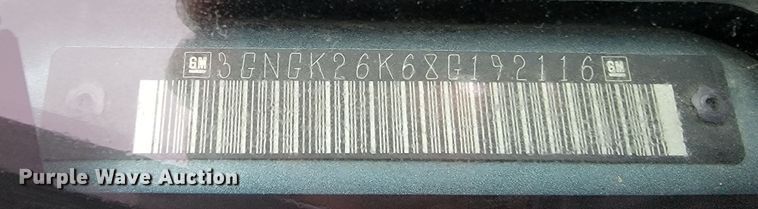 GM 3GNGK26K68G192116 GM
Purple Wave Auction